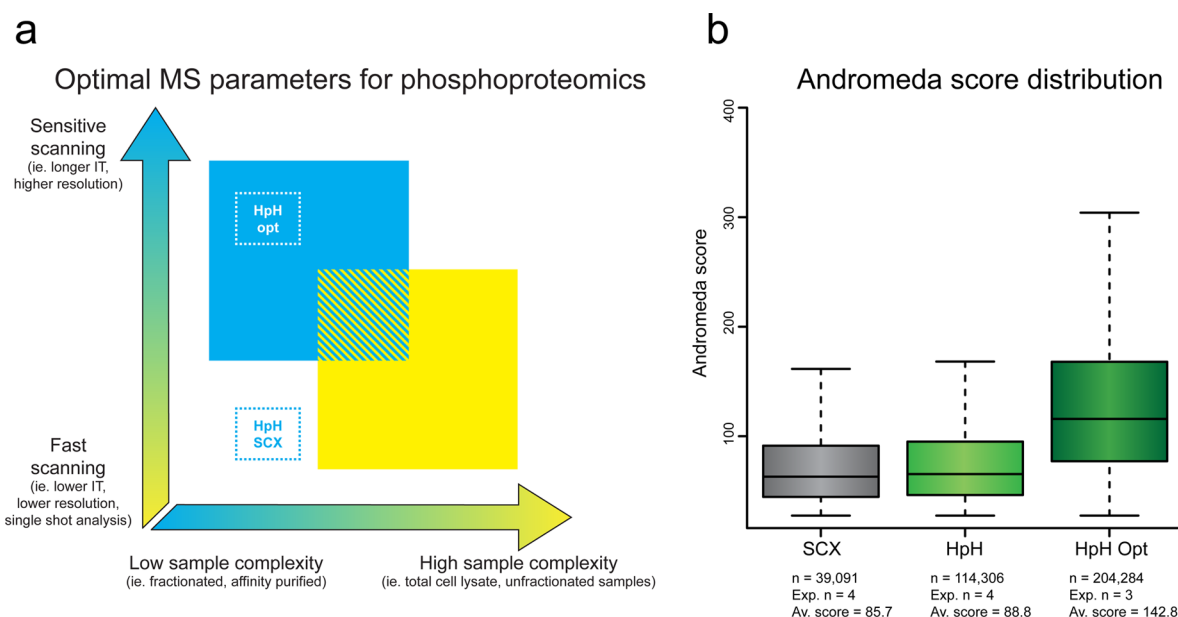 a
Optimal MS parameters for phosphoproteomics
Sensitive
scanning
(ie. longer IT,
higher resolution)
HpH
opt
HpH
SCX
Fast
scanning
(ie. lower IT,
lower resolution,
single shot analysis)
Low sample complexity
(ie. fractionated, affinity purified)
High sample complexity
(ie. total cell lysate, unfractionated samples)
b
Andromeda score distribution
Andromeda score
400
300
200
100
SCX
n = 39,091
Exp. n = 4
Av. score = 85.7
HpH
n = 114,306
Exp. n = 4
Av. score = 88.8
HpH Opt
n = 204,284
Exp. n = 3
Av. score = 142.8